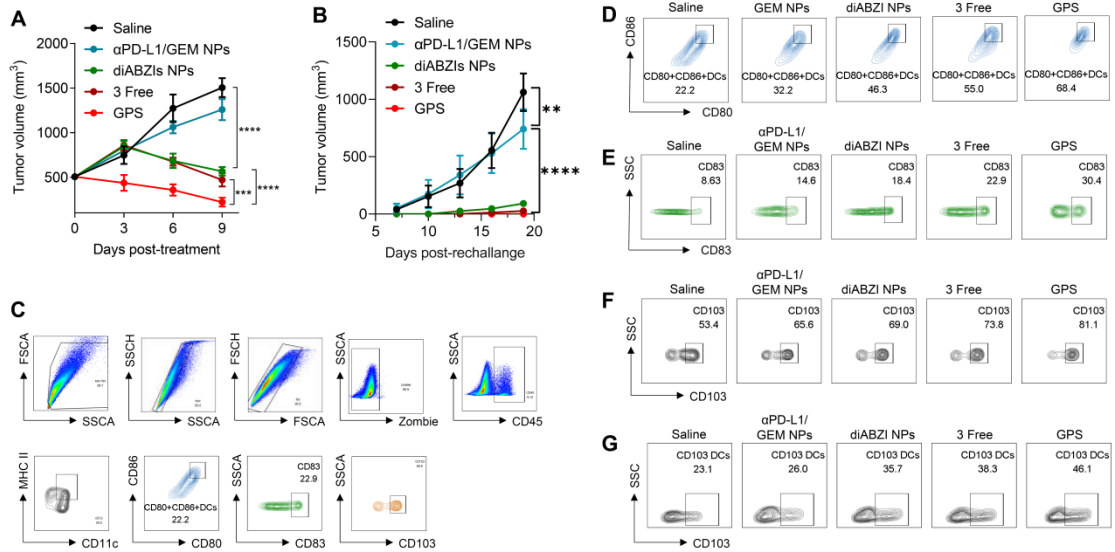 A
Saline
αPD-L1/GEM NPs
diABZIs NPs
3 Free
GPS
Tumor volume (mm³)
2000
1500
1000
500
0
3
6
9
****
***
****
Days post-treatment
B
Saline
αPD-L1/GEM NPs
diABZIs NPs
3 Free
GPS
Tumor volume (mm³)
1500
1000
500
0
5
10
15
20
**
****
Days post-rechallange
C
FSCA
SSCA
SSCH
SSCA
FSCH
FSCA
SSCA
Zombie
SSCA
CD45
MHC II
CD11c
CD86
CD80+CD86+DCs
22.2
CD80
SSCA
CD83
22.9
CD83
SSCA
CD103
D
Saline
GEM NPs
diABZI NPs
3 Free
GPS
CD86
CD80+CD86+DCs
22.2
CD80+CD86+DCs
32.2
CD80+CD86+DCs
46.3
CD80+CD86+DCs
55.0
CD80+CD86+DCs
68.4
CD80
E
Saline
αPD-L1/
GEM NPs
diABZI NPs
3 Free
GPS
SSC
CD83
8.63
CD83
14.6
CD83
18.4
CD83
22.9
CD83
30.4
CD83
F
Saline
αPD-L1/
GEM NPs
diABZI NPs
3 Free
GPS
SSC
CD103
53.4
CD103
65.6
CD103
69.0
CD103
73.8
CD103
81.1
CD103
G
Saline
αPD-L1/
GEM NPs
diABZI NPs
3 Free
GPS
SSC
CD103 DCs
23.1
CD103 DCs
26.0
CD103 DCs
35.7
CD103 DCs
38.3
CD103 DCs
46.1
CD103